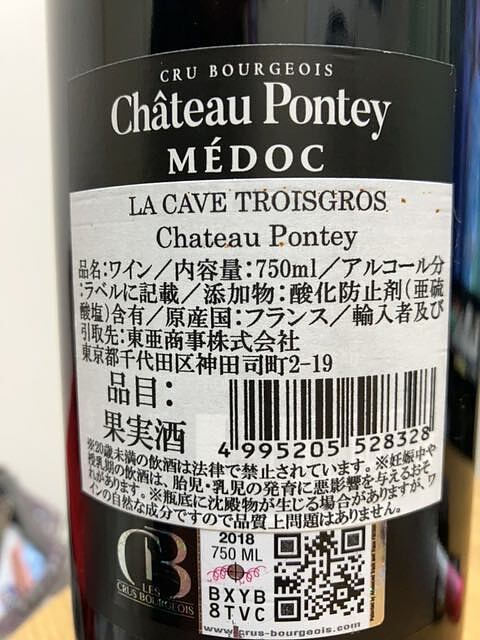 CRU BOURGEOIS
Château Pontey
MÉDOC
LA CAVE TROISGROS
Chateau Pontey
品名:ワイン／内容量:750ml／アルコール分
:ラベルに記載／添加物:酸化防止剤(亜硫
酸塩)含有／原産国:フランス／輸入者及び
引取先:東亜商事株式会社
東京都千代田区神田司町2-19
品目:
果実酒
4 995205 528328
※20歳未満の飲酒は法律で禁止されています。※妊娠中や
授乳期の飲酒は、胎児・乳児の発育に悪影響を与えるおそ
れがあります。※瓶底に沈殿物が生じる場合がありますが、ワ
インの自然な成分ですので品質上問題はありません。
CB
LES
CRUS BOURGEOIS
2018
750 ML
BXYB
8TVC
www.crus-bourgeois.com